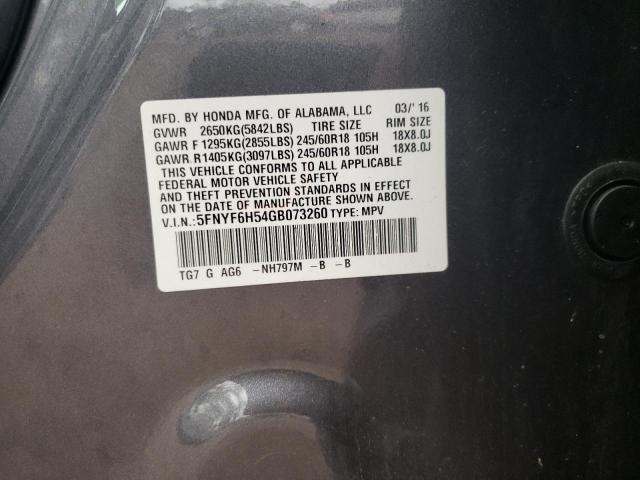 MFD. BY HONDA MFG. OF ALABAMA, LLC 03/'16
GVWR 2650KG(5842LBS) TIRE SIZE RIM SIZE
GAWR F 1295KG(2855LBS) 245/60R18 105H 18X8.0J
GAWR R 1405KG(3097LBS) 245/60R18 105H 18X8.0J
THIS VEHICLE CONFORMS TO ALL APPLICABLE
FEDERAL MOTOR VEHICLE SAFETY
AND THEFT PREVENTION STANDARDS IN EFFECT
ON THE DATE OF MANUFACTURE SHOWN ABOVE.
V.I.N.: 5FNYF6H54GB073260 TYPE: MPV
TG7 G AG6 -NH797M -B -B